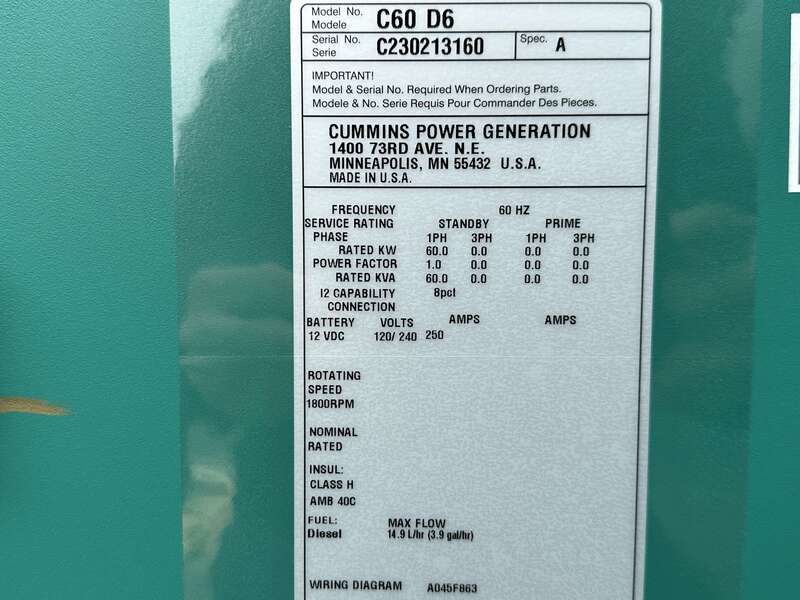 Model No. C60 D6
Modele
Serial No. C230213160 Spec. A
Serie
IMPORTANT!
Model & Serial No. Required When Ordering Parts.
Modele & No. Serie Requis Pour Commander Des Pieces.
CUMMINS POWER GENERATION
1400 73RD AVE. N.E.
MINNEAPOLIS, MN 55432 U.S.A.
MADE IN U.S.A.
FREQUENCY 60 HZ
SERVICE RATING STANDBY PRIME
PHASE 1PH 3PH 1PH 3PH
RATED KW 60.0 0.0 0.0 0.0
POWER FACTOR 1.0 0.0 0.0 0.0
RATED KVA 60.0 0.0 0.0 0.0
I2 CAPABILITY 8pct
CONNECTION
BATTERY VOLTS AMPS AMPS
12 VDC 120/ 240 250
ROTATING
SPEED
1800RPM
NOMINAL
RATED
INSUL:
CLASS H
AMB 40C
FUEL: MAX FLOW
Diesel 14.9 L/hr (3.9 gal/hr)
WIRING DIAGRAM A045F863